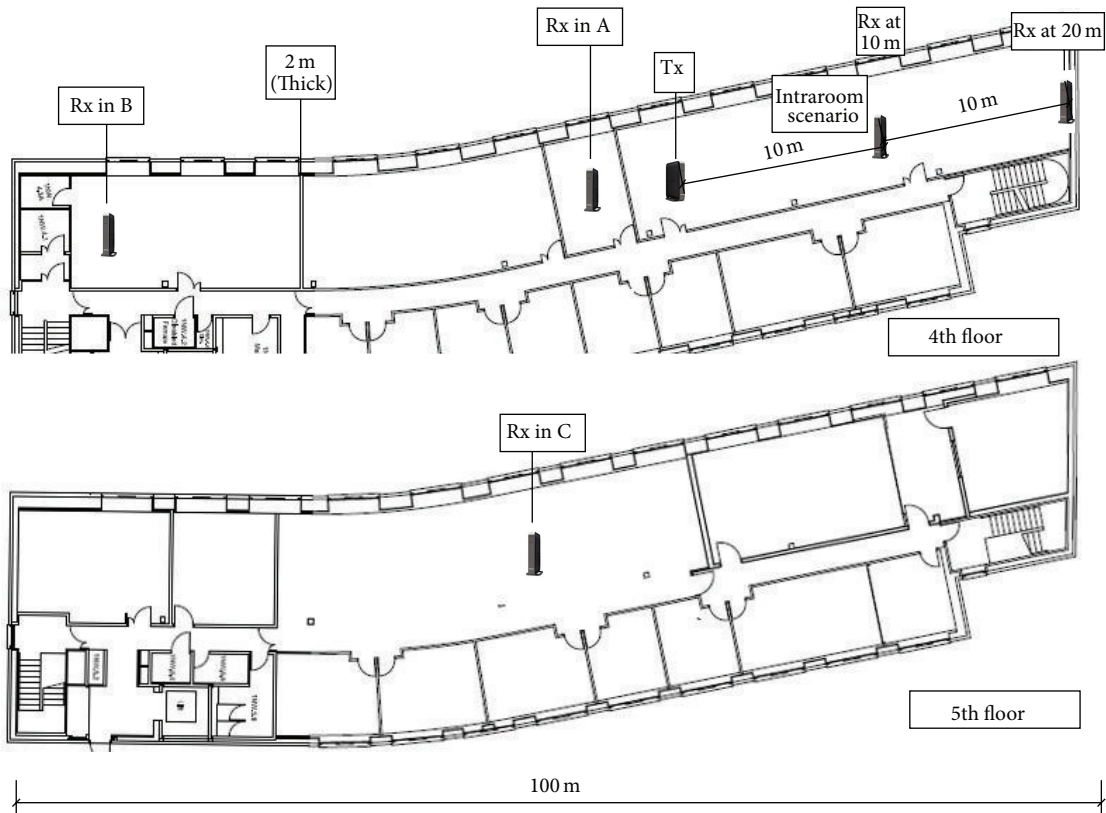 Rx in A
Rx at
10 m
Rx at 20 m
2 m
(Thick)
Tx
Rx in B
Intraroom
scenario
10 m
10 m
4th floor
Rx in C
5th floor
100 m